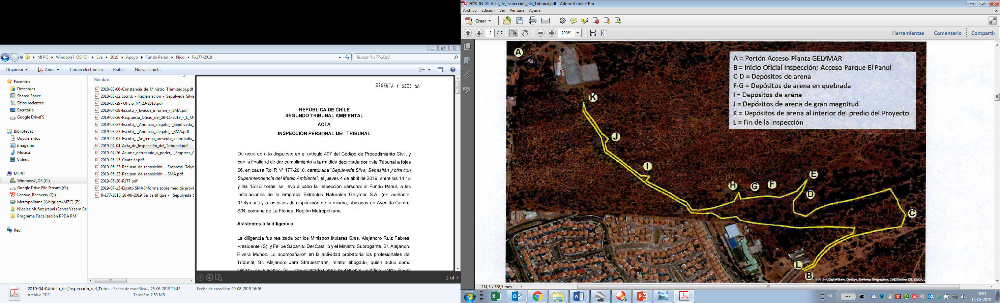 MI PC ▸ Windows7_OS (C:) ▸ Eve ▸ 2019 ▸ Apoyo ▸ Fundo Panul ▸ Nico ▸ R-177-2018
Buscar R-177-2018
Organizar
Abrir
Correo electrónico
Grabar
Nueva carpeta
Favoritos
Descargas
Shared Space
Sitios recientes
Escritorio
Google DriveFS
Bibliotecas
Documentos
Imágenes
Música
Vídeos
MI PC
Windows7_OS (C:)
Google Drive File Stream (G:)
Lenovo_Recovery (Q:)
Metropolitana (\\higuera\MZC) (Z:)
Nicolas Muñoz (rapel (Server Veeam Ba
Programa Fiscalización PPDA RM
Red
Nombre
2018-03-06-Constancia_de_Ministro_Tramitador.pdf
2018-03-12 Escrito_-_Reclamación_-_Sepúlveda_Silva
2018-03-29- Oficio_N°_23-2018.pdf
2018-04-18-Escrito_-_Evacúa_informe_-_SMA.pdf
2019-02-26-Respuesta_Oficio_del_28-11-2018_-_I._Mu
2019-03-27-Escrito_-_Anuncia_alegato_-_Sepúlveda_S
2019-03-27-Escrito_-_Anuncia_alegato_-_SMA.pdf
2019-04-03-Escrito_-_Se_tenga_presente_acompaña_
2019-04-04-Acta_de_Inspección_del_Tribunal.pdf
2019-04-26-Asume_patrocinio_y_poder_-_Empresa_G
2019-05-15-Cautelar.pdf
2019-05-23-Recurso_de_reposición_-_Empresa_Gelyn
2019-05-23-Recurso_de_reposición_-_SMA.pdf
2019-05-30-R177.pdf
2019-07-15-Escrito SMA Informa sobre medida provi
R-177-2018_28-06-2019_Se_certifique_-__Sepúlveda_S
SESENTA Y SEIS 66
REPÚBLICA DE CHILE
SEGUNDO TRIBUNAL AMBIENTAL
ACTA
INSPECCIÓN PERSONAL DEL TRIBUNAL
De acuerdo a lo dispuesto en el artículo 407 del Código de Procedimiento Civil, y
con la finalidad de dar cumplimiento a la medida decretada por este Tribunal a fojas
56, en causa Rol R N° 177-2018, caratulada "Sepúlveda Silva, Sebastián y otra con
Superintendencia del Medio Ambiente", el jueves 4 de abril de 2019, entre las 14:15
y las 15:45 horas, se llevó a cabo la inspección personal al Fundo Panul, a las
instalaciones de la empresa Extractos Naturales Gelymar S.A. (en adelante,
"Gelymar") y a los sitios de disposición de la misma, ubicados en Avenida Central
S/N, comuna de La Florida, Región Metropolitana.
Asistentes a la diligencia
La diligencia fue realizada por los Ministros titulares Sres. Alejandro Ruiz Fabres,
Presidente (S), y Felipe Sabando Del Castillo y el Ministro Subrogante, Sr. Alejandro
Rivera Muñoz. Lo acompañaron en la actividad probatoria los profesionales del
Tribunal, Sr. Alejandro Jara Straussmann, relator abogado, quien actuó como
ministro de fe ad-hoc, Sr. Jorge Alvarado López, profesional científico, y Srta. Paola
1 of 7
2019-04-04-Acta_de_Inspección_del_Tribu...
Fecha de modifica... 25-06-2019 11:43
Fecha de creación: 09-08-2019 16:26
Archivo PDF
Tamaño: 2,53 MB
2019-04-04-Acta_de_Inspección_del_Tribunal.pdf - Adobe Acrobat Pro
Archivo Edición Ver Ventana Ayuda
Crear
2 / 7
200%
Herramientas
Comentario
Compartir
A = Portón Acceso Planta GELYMAR
B = Inicio Oficial Inspección; Acceso Parque El Panul
C-D = Depósitos de arena
F-G = Depósitos de arena en quebrada
I = Depósitos de arena
J = Depósitos de arena de gran magnitud
K = Depósitos de arena al interior del predio del Proyecto
L = Fin de la Inspección
A
K
J
I
H
G
F
E
D
C
L
B
214,5 x 328,5 mm
ES
16:03
16-08-2019